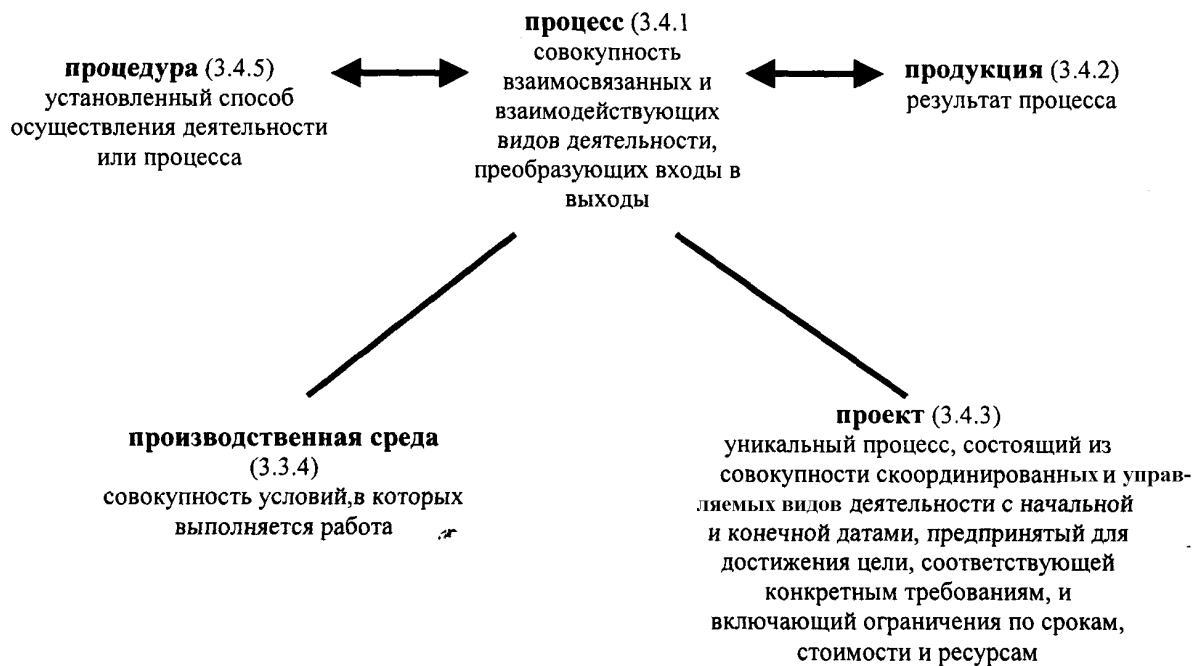 процесс (3.4.1
совокупность
взаимосвязанных и
взаимодействующих
видов деятельности,
преобразующих входы в
выходы
процедура (3.4.5)
установленный способ
осуществления деятельности
или процесса
продукция (3.4.2)
результат процесса
производственная среда
(3.3.4)
совокупность условий,в которых
выполняется работа
проект (3.4.3)
уникальный процесс, состоящий из
совокупности скоординированных и управ-
ляемых видов деятельности с начальной
и конечной датами, предпринятый для
достижения цели, соответствующей
конкретным требованиям, и
включающий ограничения по срокам,
стоимости и ресурсам